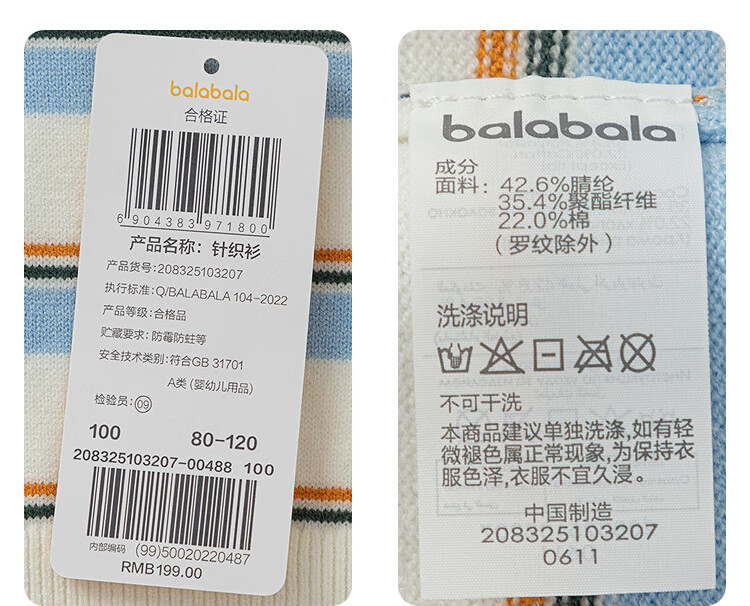 balabala
合格证
6 904383 971800
产品名称：针织衫
产品货号：208325103207
执行标准：Q/BALABALA 104-2022
产品等级：合格品
贮藏要求：防霉防蛀等
安全技术类别：符合GB 31701
A类 (婴幼儿用品)
检验员：09
100 80-120
208325103207-00488 100
内部编码 (99)50020220487
RMB199.00
balabala
成分
面料：42.6%腈纶
35.4%聚酯纤维
22.0%棉
（罗纹除外）
洗涤说明
不可干洗
本商品建议单独洗涤,如有轻
微褪色属正常现象,为保持衣
服色泽,衣服不宜久浸。
中国制造
208325103207
0611